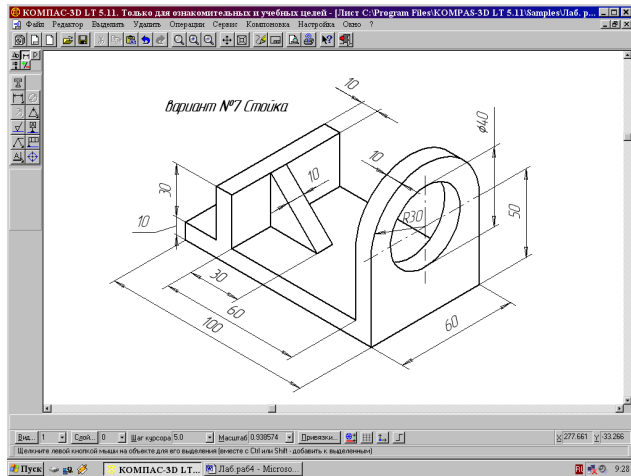 КОМПАС-3D LT 5.11. Только для ознакомительных и учебных целей - [Лист C:\Program Files\KOMPAS-3D LT 5.11\Samples\Лаб. р...
Файл Редактор Выделить Удалить Операции Сервис Компоновка Настройка Окно ?
вариант №7 Стойка
10
10
10
ϕ40
30
10
R30
50
30
60
100
60
Вид... 1 Слой... 0 Шаг курсора 5.0 Масштаб 0.938574 Привязки... X 277.661 Y -33.266
Щелкните левой кнопкой мыши на объекте для его выделения (вместе с Ctrl или Shift - добавить к выделенным)
Пуск КОМПАС-3D LT... Лаб.раб4 - Microso... 9:28